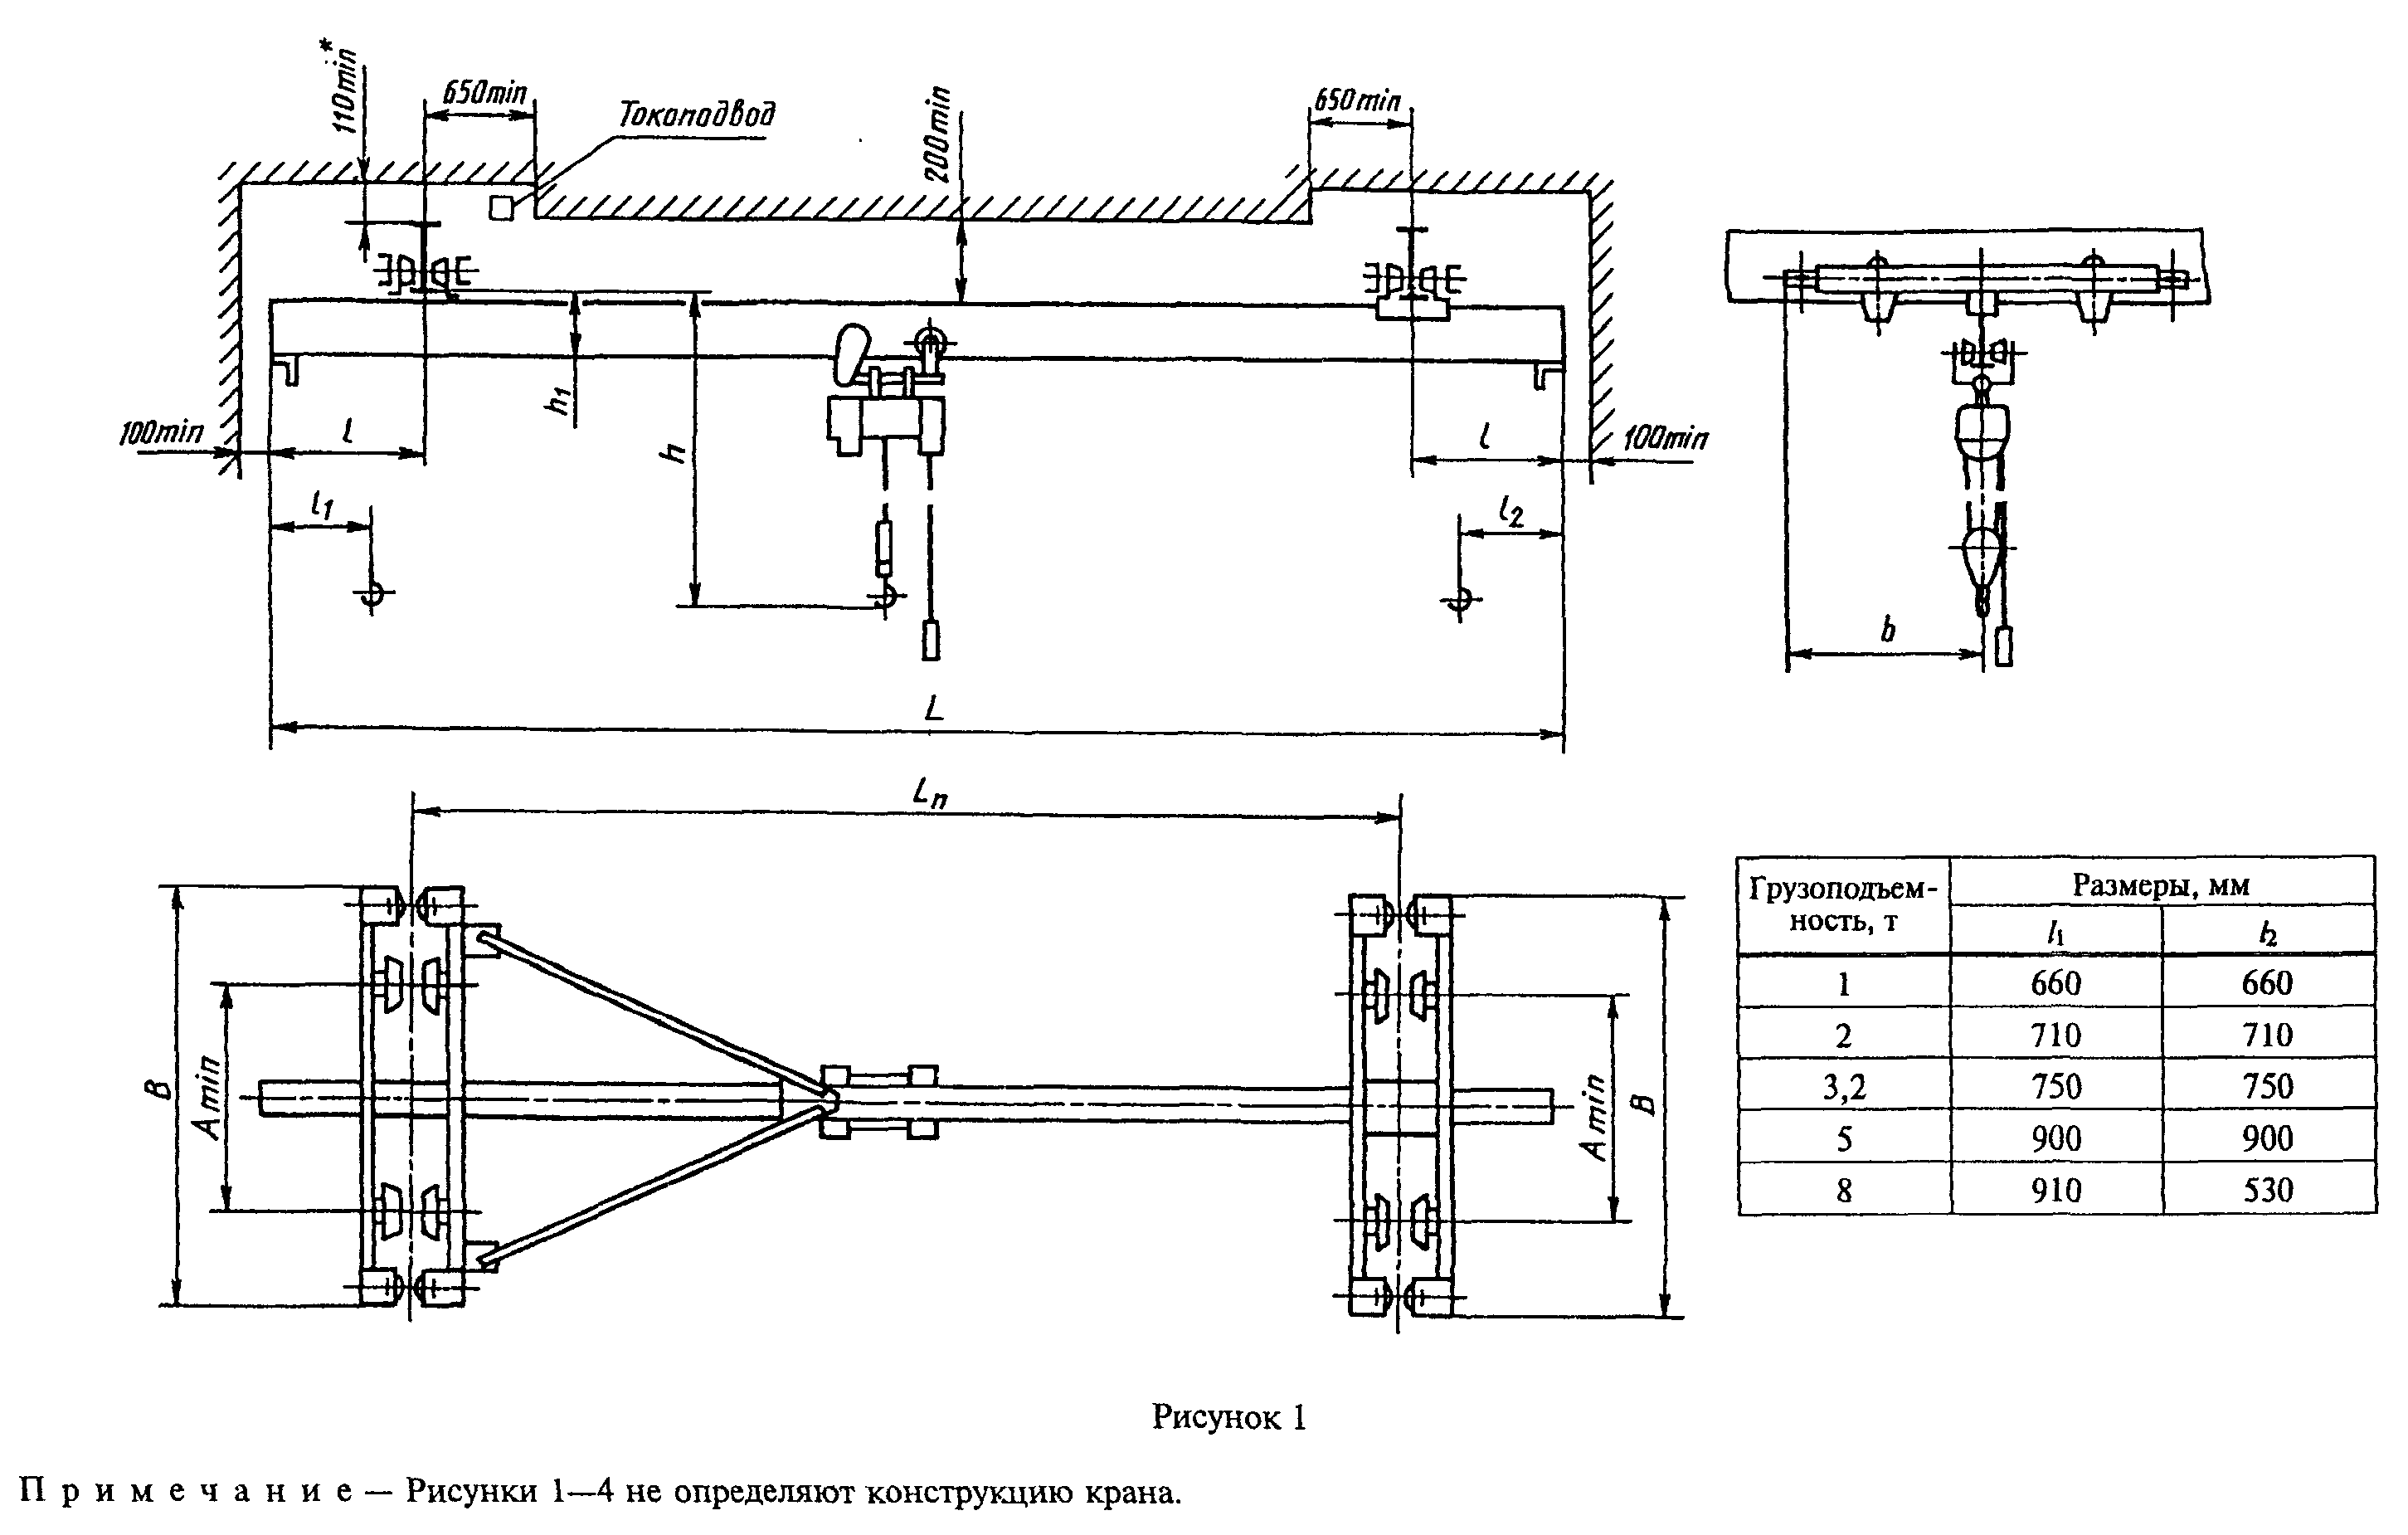 110min*
650min
Токоподвод
200min
650min
h₁
h
100min
l
l
100min
l₁
l₂
b
L
Lп
B
A min
A min
B
Грузоподъем-
ность, т
Размеры, мм
l₁
l₂
1 660 660
2 710 710
3,2 750 750
5 900 900
8 910 530
Рисунок 1
Примечание — Рисунки 1—4 не определяют конструкцию крана.